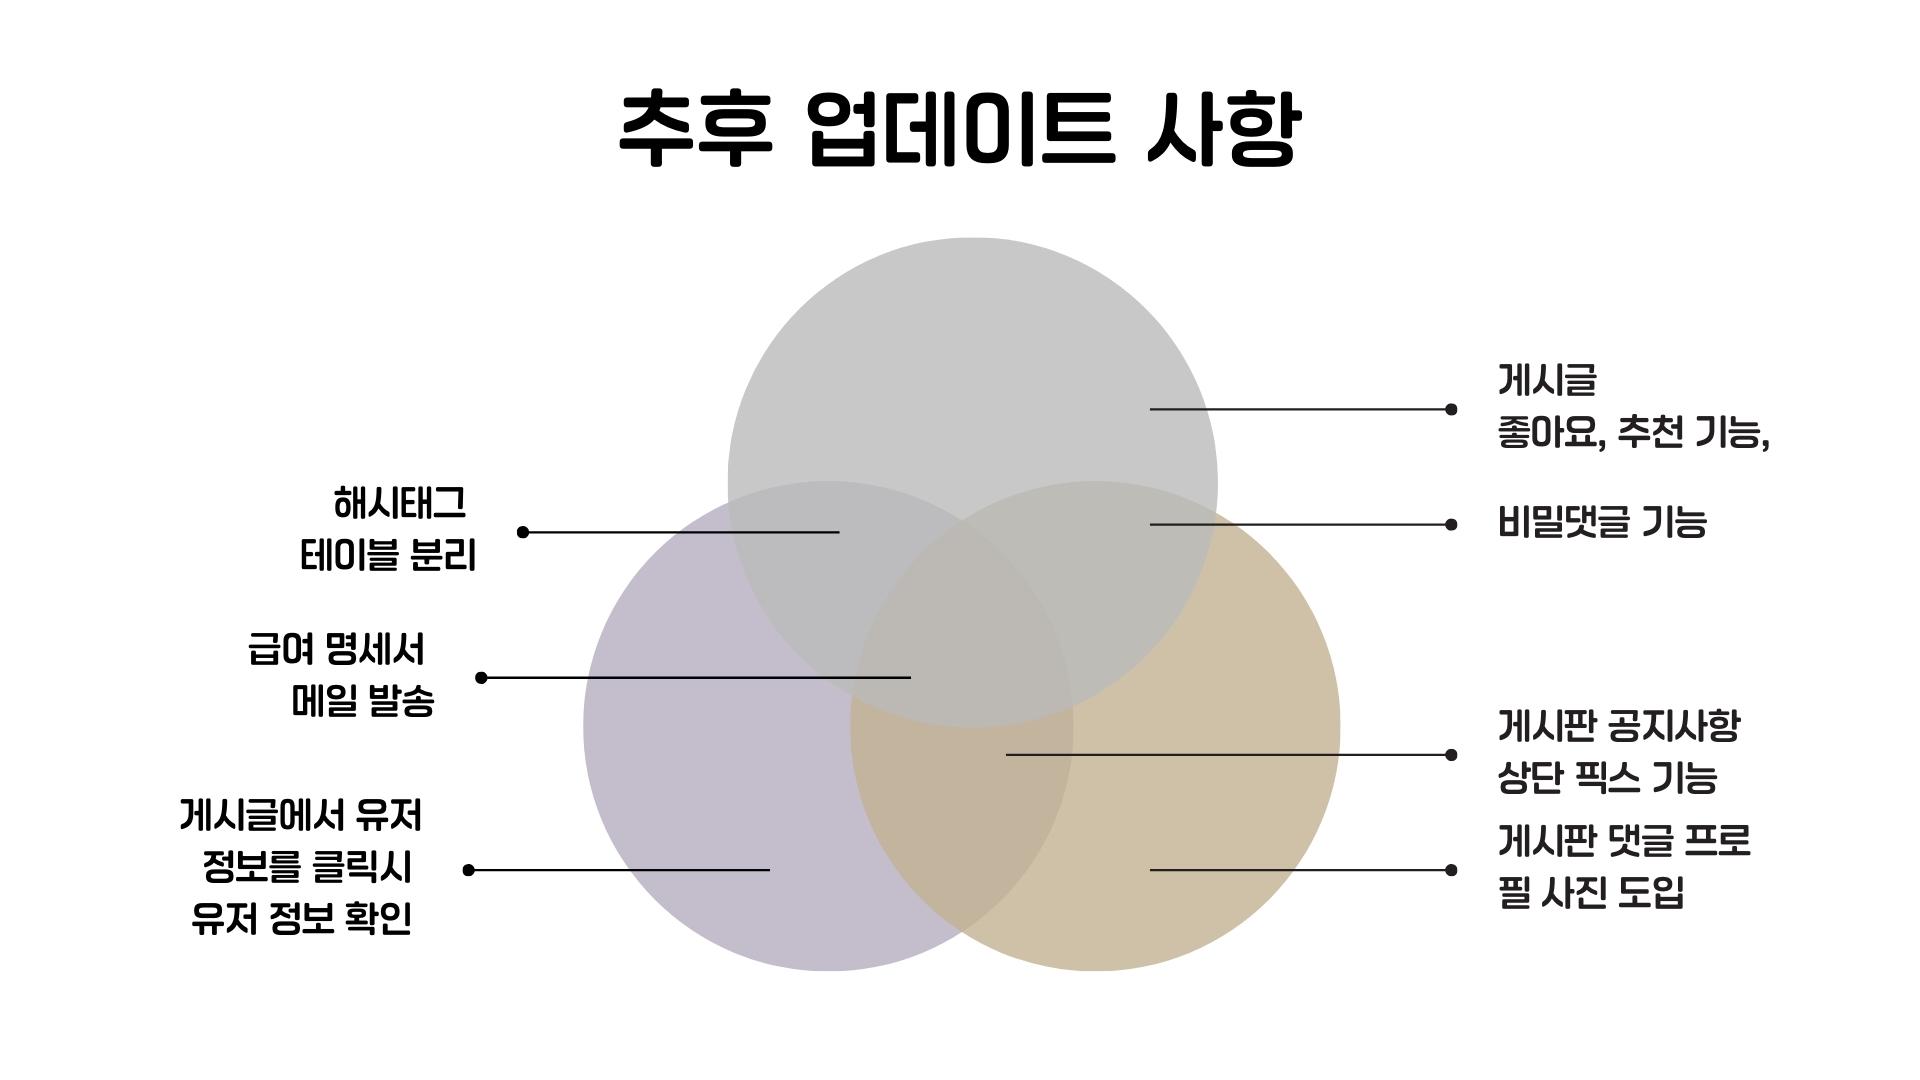 추후 업데이트 사항
해시태그
테이블 분리
급여 명세서
메일 발송
게시글에서 유저
정보를 클릭시
유저 정보 확인
게시글
좋아요, 추천 기능,
비밀댓글 기능
게시판 공지사항
상단 픽스 기능
게시판 댓글 프로
필 사진 도입